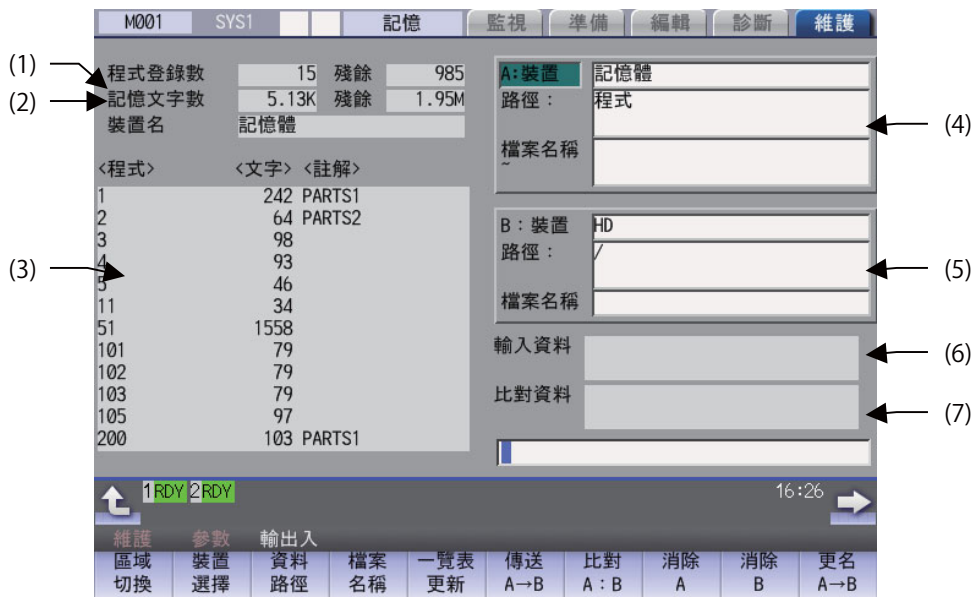 M001 SYS1 記憶 監視 準備 編輯 診斷 維護
(1) 程式登錄數 15 殘餘 985
(2) 記憶文字數 5.13K 殘餘 1.95M
裝置名 記憶體
<程式> <文字> <註解>
(3)
1 242 PARTS1
2 64 PARTS2
3 98
4 93
5 46
11 34
51 1558
101 79
102 79
103 79
105 97
200 103 PARTS1
A:裝置 記憶體
路徑: 程式
(4)
檔案名稱
~
B:裝置 HD
路徑: /
(5)
檔案名稱
輸入資料 (6)
比對資料 (7)
1RDY 2RDY 16:26
維護 參數 輸出入
區域 裝置 資料 檔案 一覽表 傳送 比對 消除 消除 更名
切換 選擇 路徑 名稱 更新 A→B A:B A B A→B